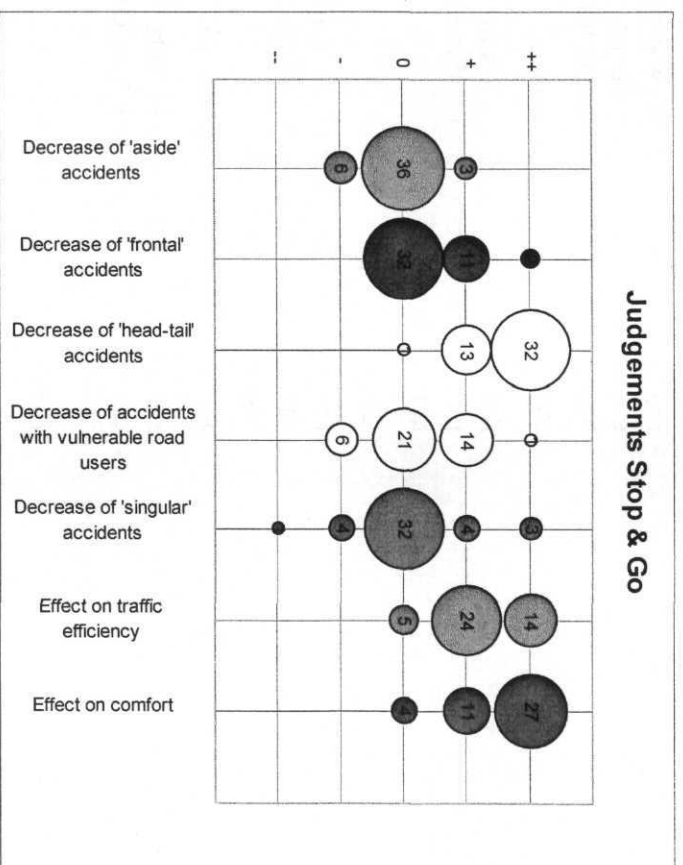 Judgements Stop & Go
++
+
0
-
--
Decrease of 'aside'
accidents
6
36
3
Decrease of 'frontal'
accidents
32
11
Decrease of 'head-tail'
accidents
13
32
Decrease of accidents
with vulnerable road
users
6
21
14
Decrease of 'singular'
accidents
4
32
4
3
Effect on traffic
efficiency
5
24
14
Effect on comfort
4
11
27